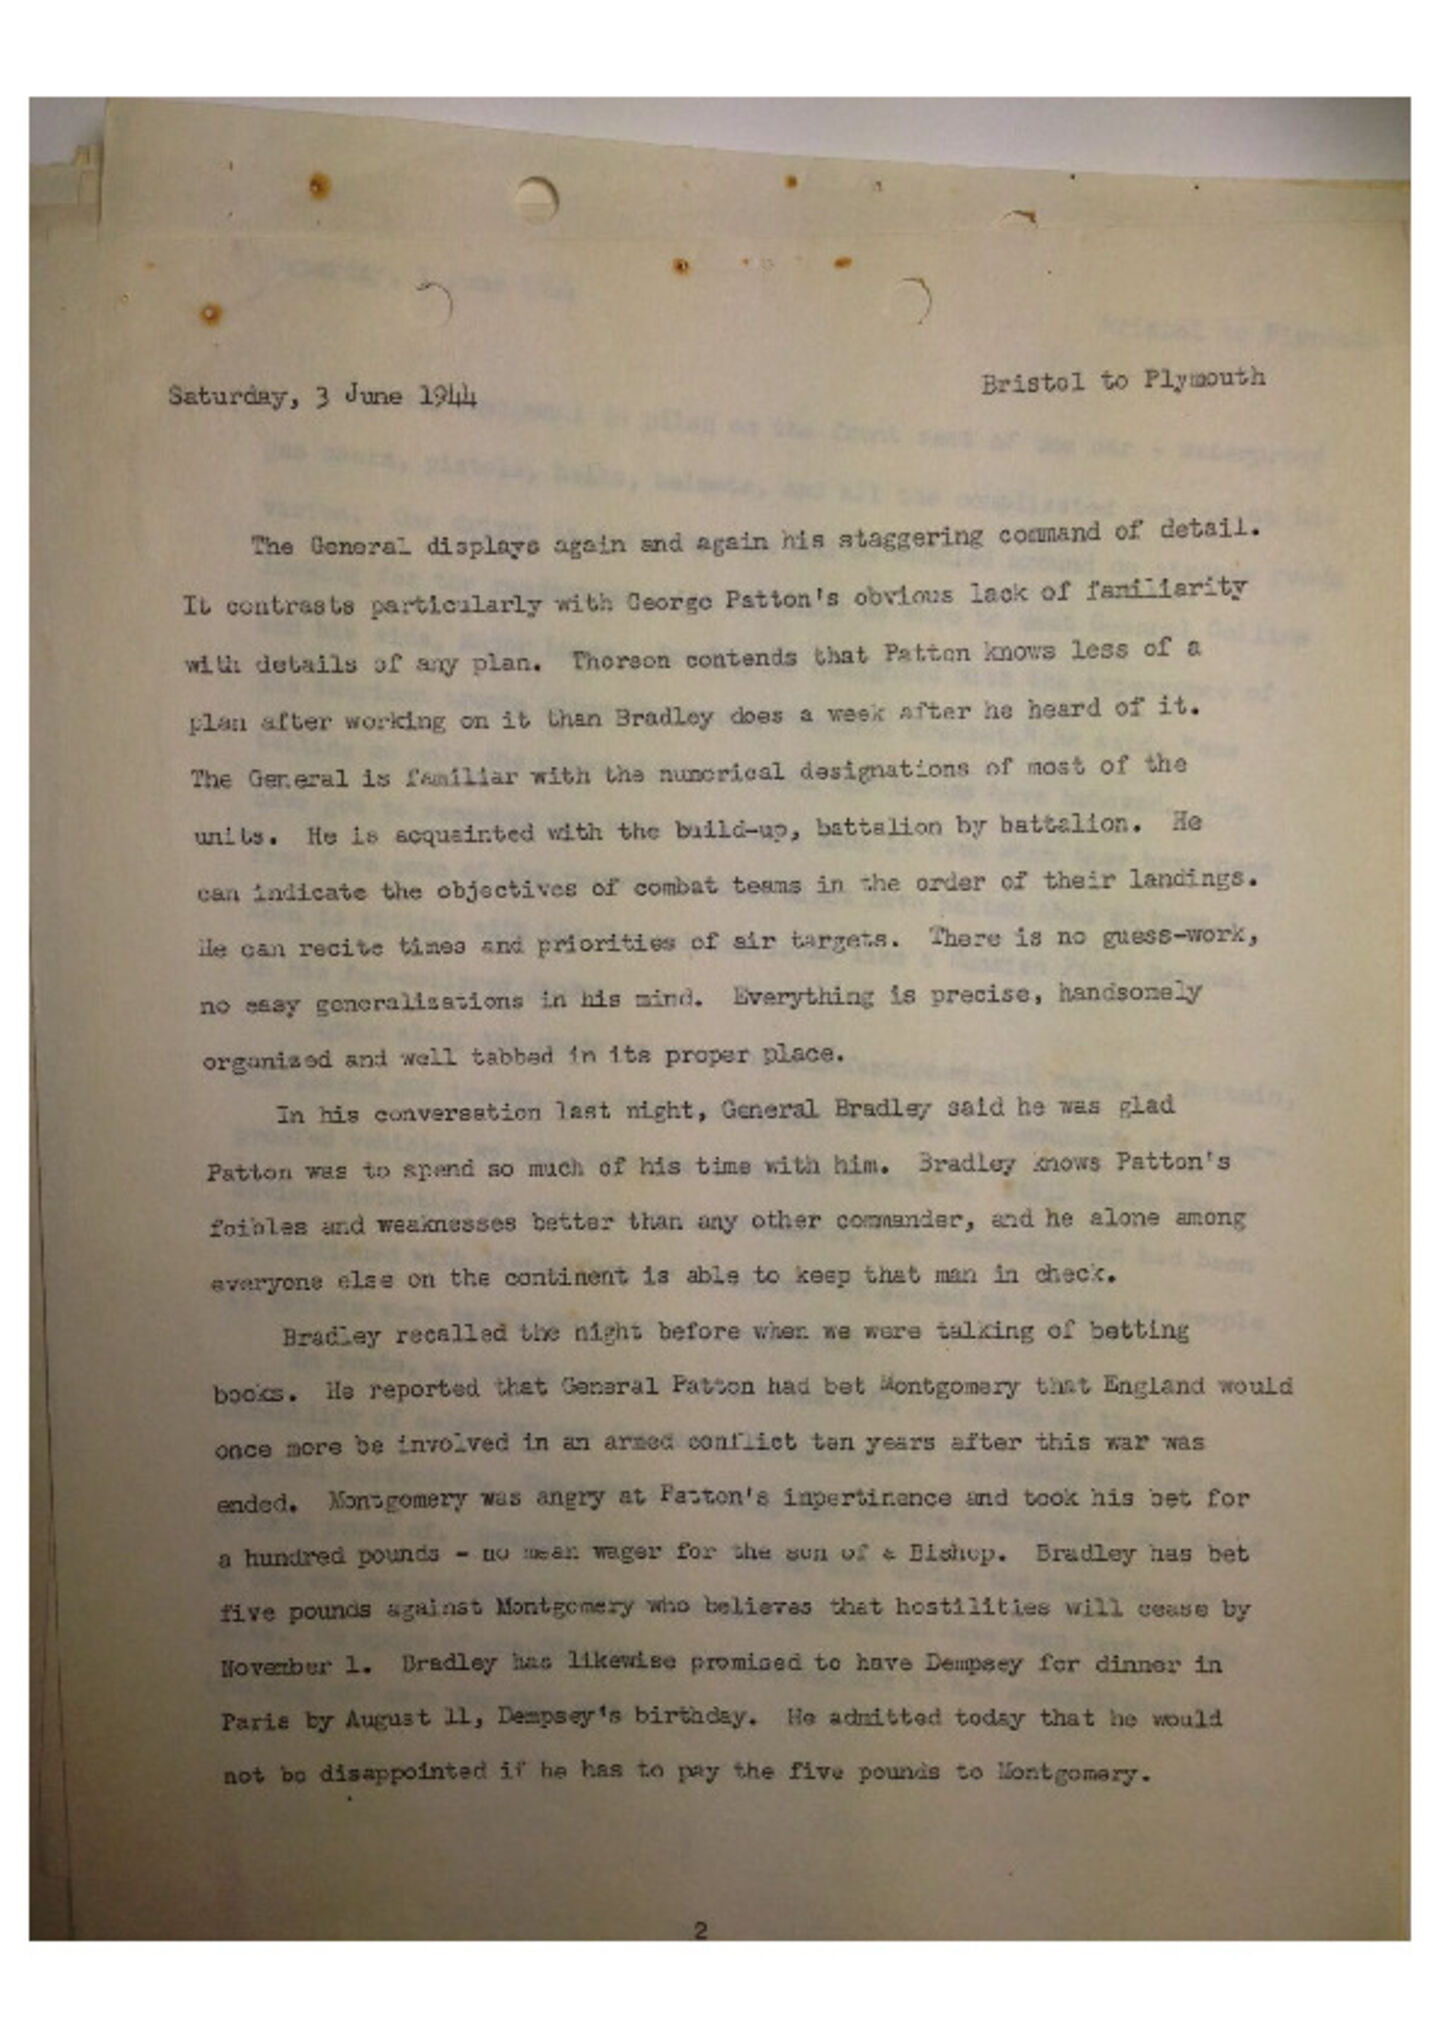 Saturday, 3 June 1944
Bristol to Plymouth
The General displays again and again his staggering command of detail.
It contrasts particularly with George Patton's obvious lack of familiarity
with details of any plan. Thorson contends that Patton knows less of a
plan after working on it than Bradley does a week after he heard of it.
The General is familiar with the numerical designations of most of the
units. He is acquainted with the build-up, battalion by battalion. He
can indicate the objectives of combat teams in the order of their landings.
He can recite times and priorities of air targets. There is no guess-work,
no easy generalizations in his mind. Everything is precise, handsomely
organized and well tabbed in its proper place.
In his conversation last night, General Bradley said he was glad
Patton was to spend so much of his time with him. Bradley knows Patton's
foibles and weaknesses better than any other commander, and he alone among
everyone else on the continent is able to keep that man in check.
Bradley recalled the night before when we were talking of betting
books. He reported that General Patton had bet Montgomery that England would
once more be involved in an armed conflict ten years after this war was
ended. Montgomery was angry at Patton's impertinence and took his bet for
a hundred pounds - no mean wager for the son of a Bishop. Bradley has bet
five pounds against Montgomery who believes that hostilities will cease by
November 1. Bradley has likewise promised to have Dempsey for dinner in
Paris by August 11, Dempsey's birthday. He admitted today that he would
not be disappointed if he has to pay the five pounds to Montgomery.
2